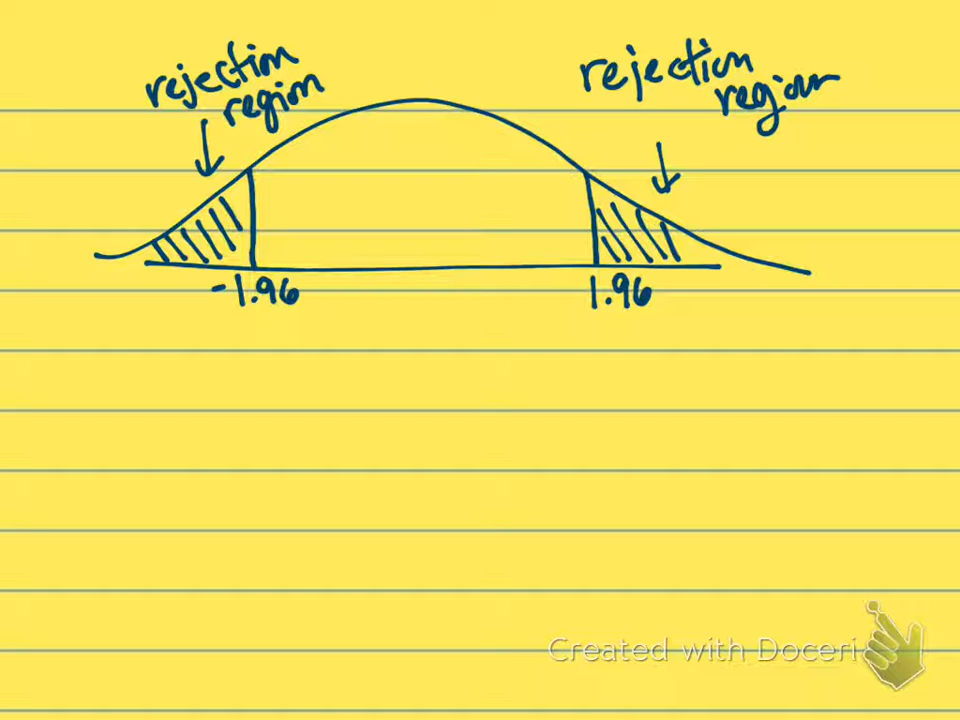 rejection
region
rejection
region
-1.96
1.96
Created with Doceri